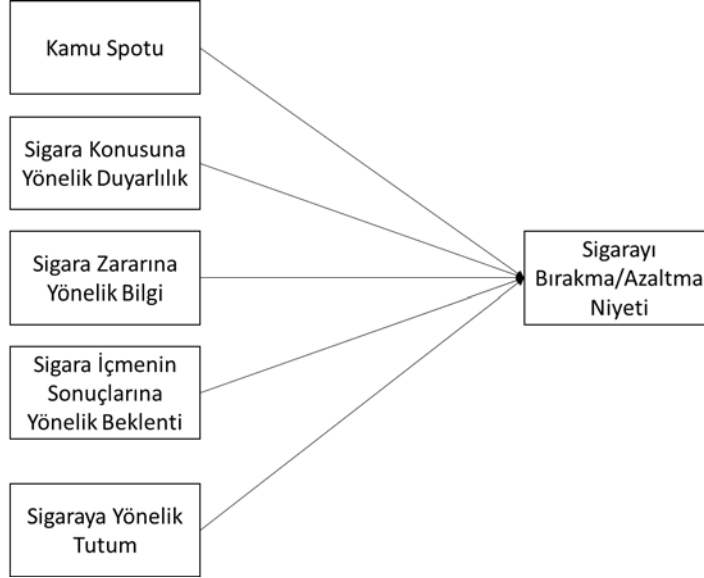 Kamu Spotu
Sigara Konusuna
Yönelik Duyarlılık
Sigara Zararına
Yönelik Bilgi
Sigara İçmenin
Sonuçlarına
Yönelik Beklenti
Sigaraya Yönelik
Tutum
Sigarayı
Bırakma/Azaltma
Niyeti